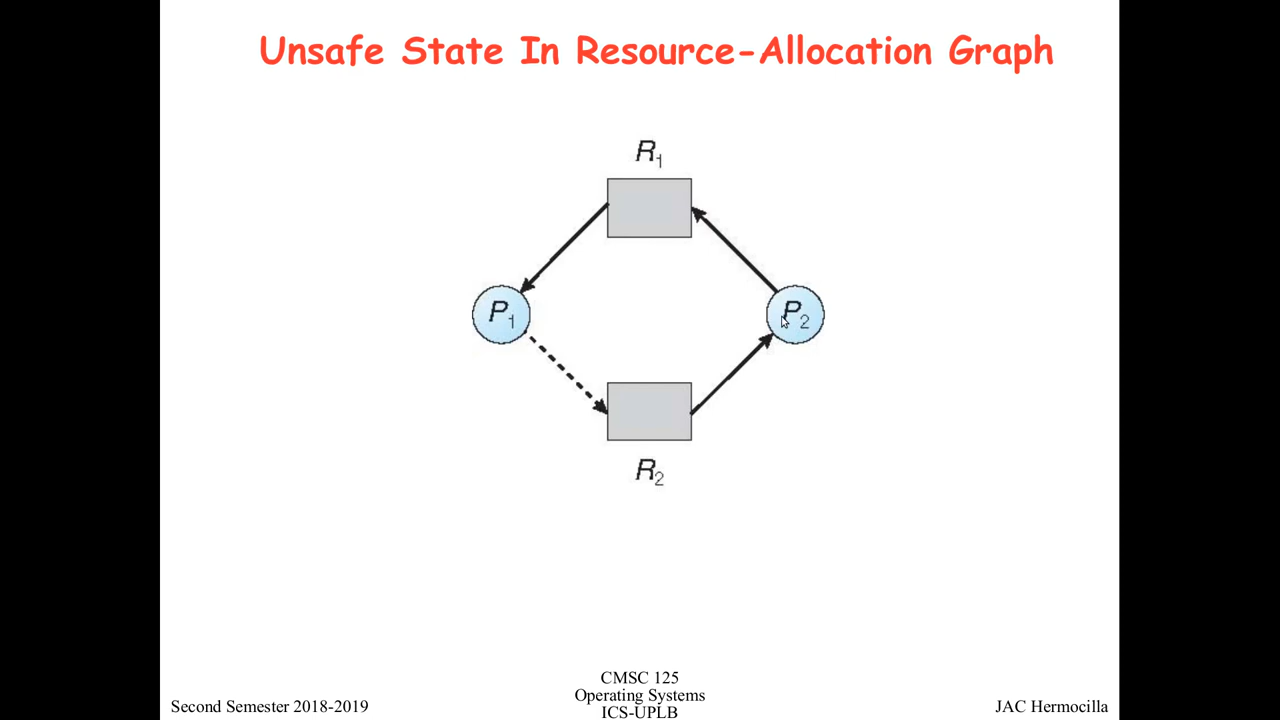 Unsafe State In Resource-Allocation Graph
R1
P1
P2
R2
CMSC 125
Operating Systems
ICS-UPLB
Second Semester 2018-2019
JAC Hermocilla